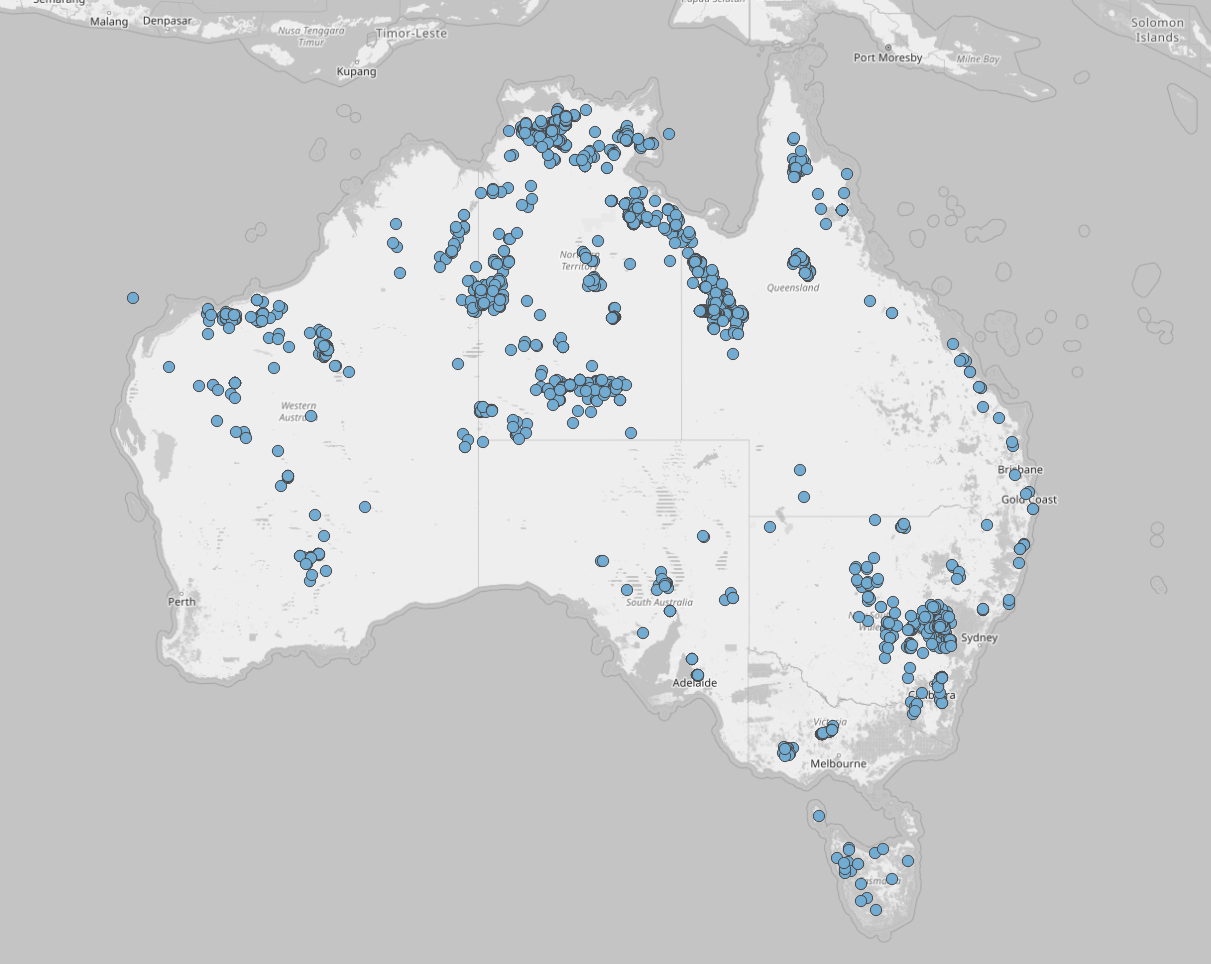 Semarang
Malang
Denpasar
Nusa Tenggara
Timur
Timor-Leste
Kupang
Papua Selatan
Port Moresby
Milne Bay
Solomon
Islands
Northern
Territory
Queensland
Western
Australia
Brisbane
Gold Coast
Perth
South Australia
New South
Wales
Sydney
Adelaide
Canberra
Victoria
Melbourne
Tasmania